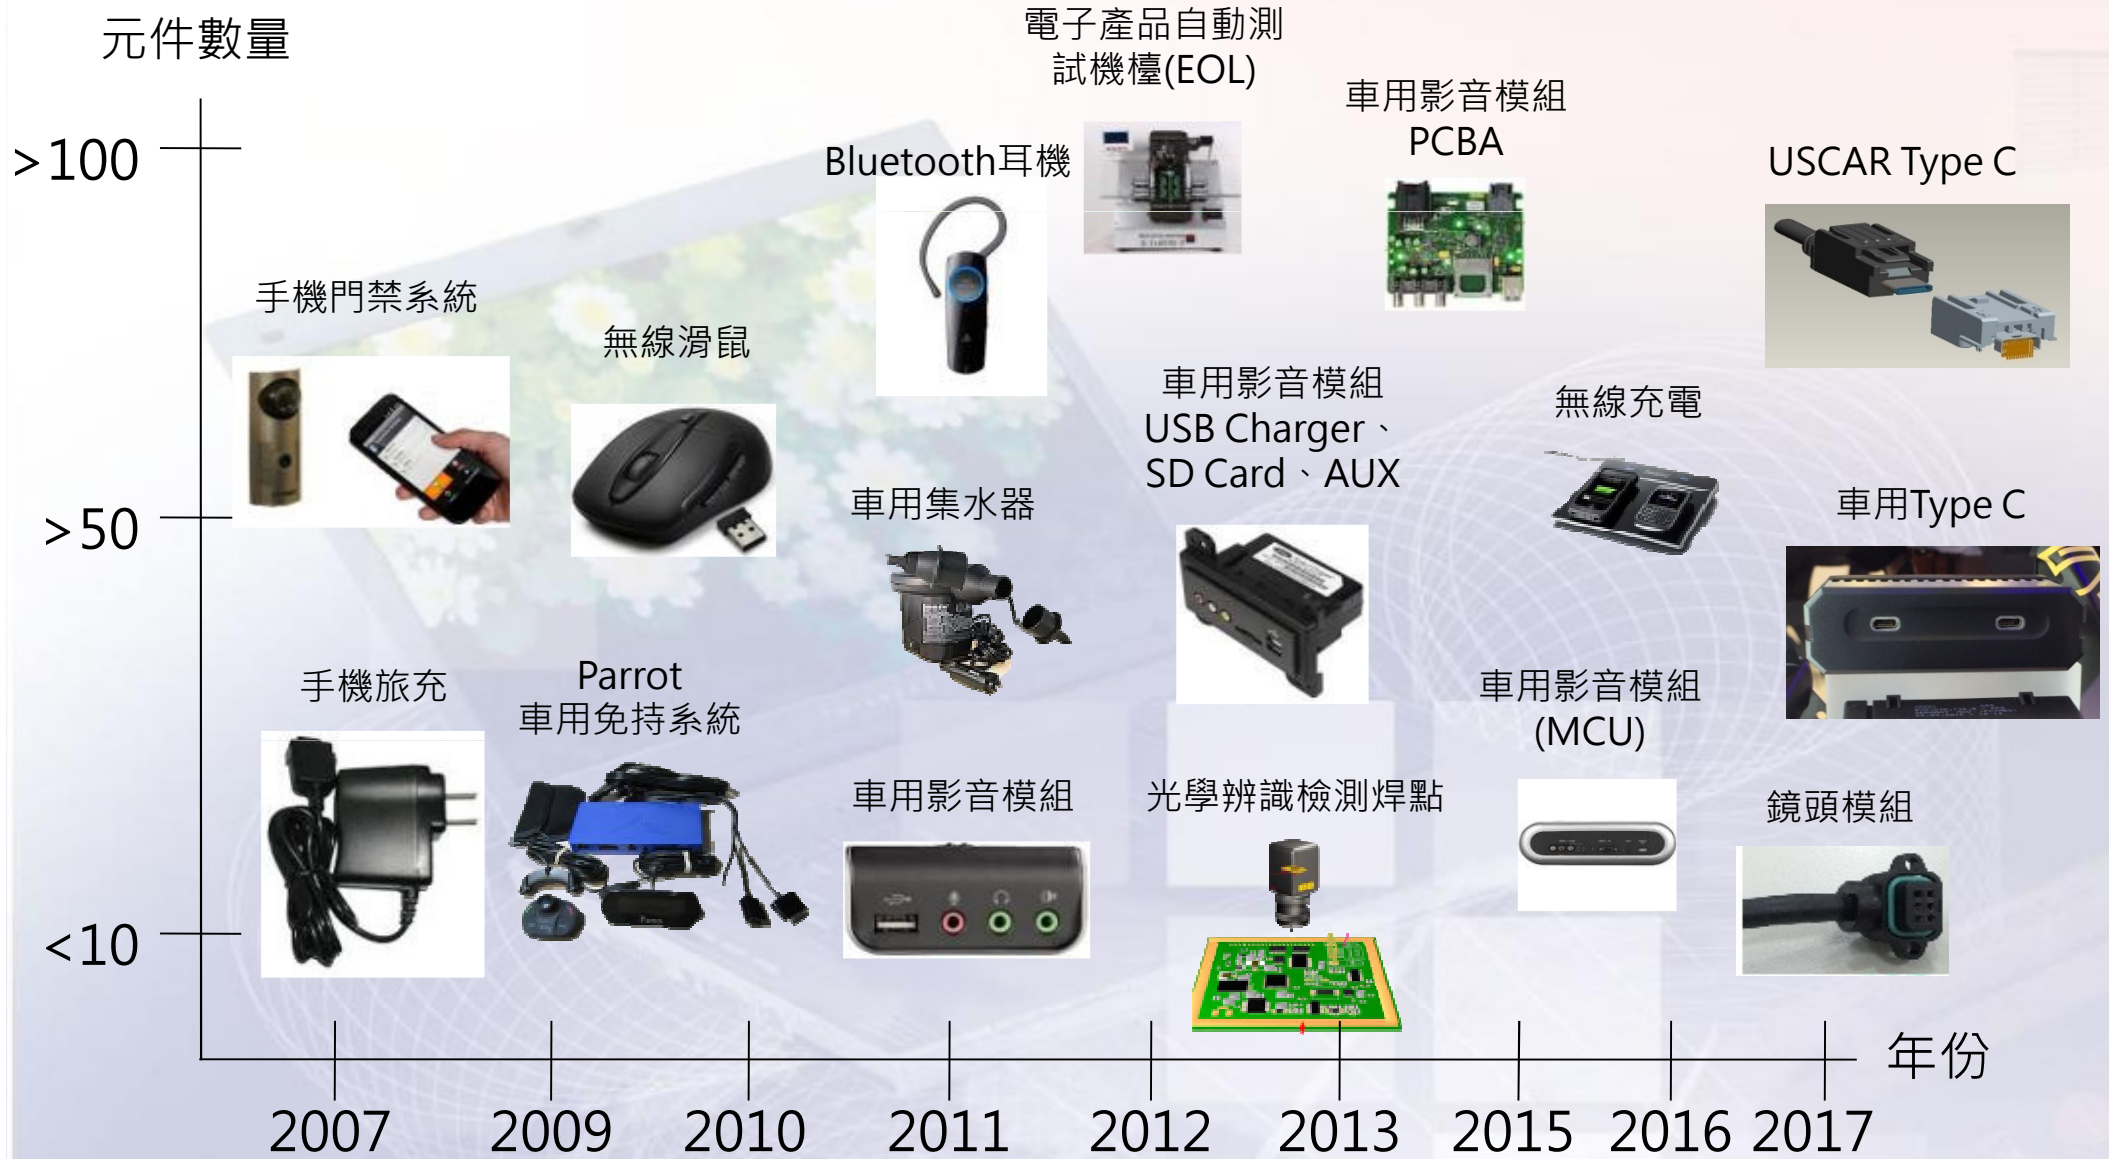 元件數量
電子產品自動測
試機檯(EOL)
車用影音模組
PCBA
>100
Bluetooth耳機
USCAR Type C
手機門禁系統
無線滑鼠
車用影音模組
USB Charger、
SD Card、AUX
無線充電
>50
車用集水器
車用Type C
手機旅充
Parrot
車用免持系統
車用影音模組
(MCU)
車用影音模組
光學辨識檢測焊點
鏡頭模組
<10
年份
2007
2009
2010
2011
2012
2013
2015
2016
2017